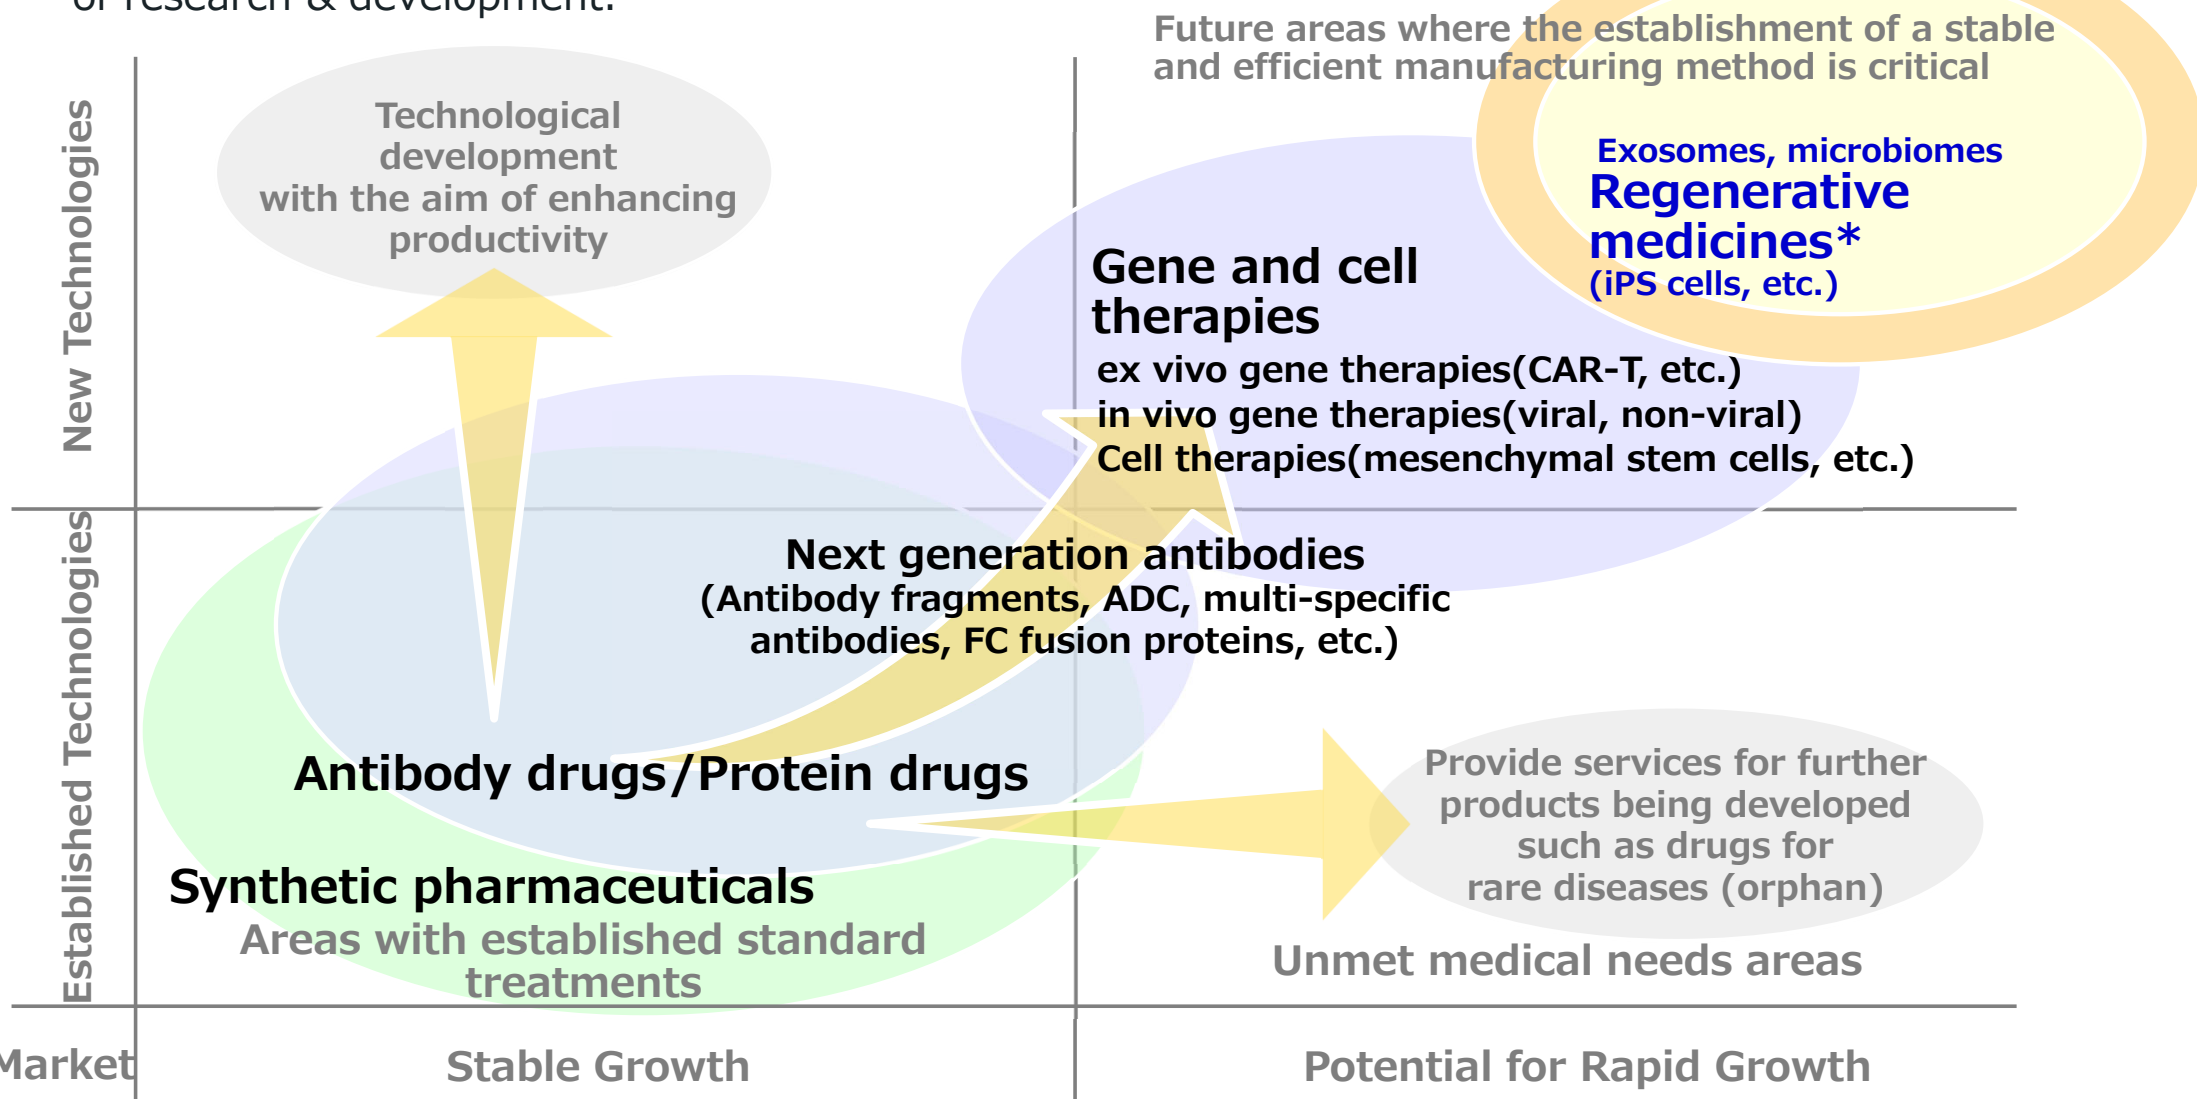 of research & development.
Future areas where the establishment of a stable
and efficient manufacturing method is critical
New Technologies
Technological
development
with the aim of enhancing
productivity
Exosomes, microbiomes
Regenerative
medicines*
(iPS cells, etc.)
Gene and cell
therapies
ex vivo gene therapies(CAR-T, etc.)
in vivo gene therapies(viral, non-viral)
Cell therapies(mesenchymal stem cells, etc.)
Established Technologies
Next generation antibodies
(Antibody fragments, ADC, multi-specific
antibodies, FC fusion proteins, etc.)
Antibody drugs/Protein drugs
Provide services for further
products being developed
such as drugs for
rare diseases (orphan)
Synthetic pharmaceuticals
Areas with established standard
treatments
Unmet medical needs areas
Market
Stable Growth
Potential for Rapid Growth